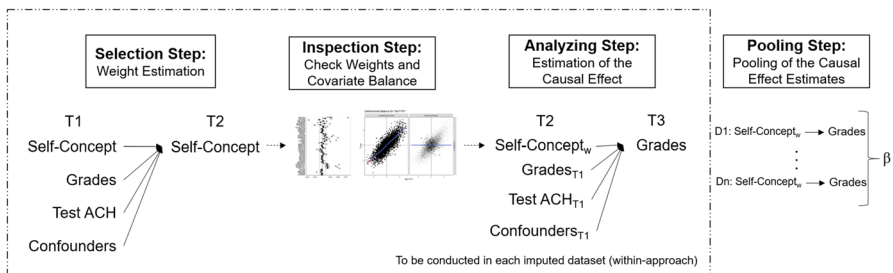 Selection Step:
Weight Estimation
Inspection Step:
Check Weights and
Covariate Balance
Analyzing Step:
Estimation of the
Causal Effect
Pooling Step:
Pooling of the Causal
Effect Estimates
T1
T2
Self-Concept
Self-Concept
Grades
Test ACH
Confounders
T2
T3
Self-Conceptw
Grades
GradesT1
Test ACHT1
ConfoundersT1
To be conducted in each imputed dataset (within-approach)
D1: Self-Conceptw
Grades
Dn: Self-Conceptw
Grades
β